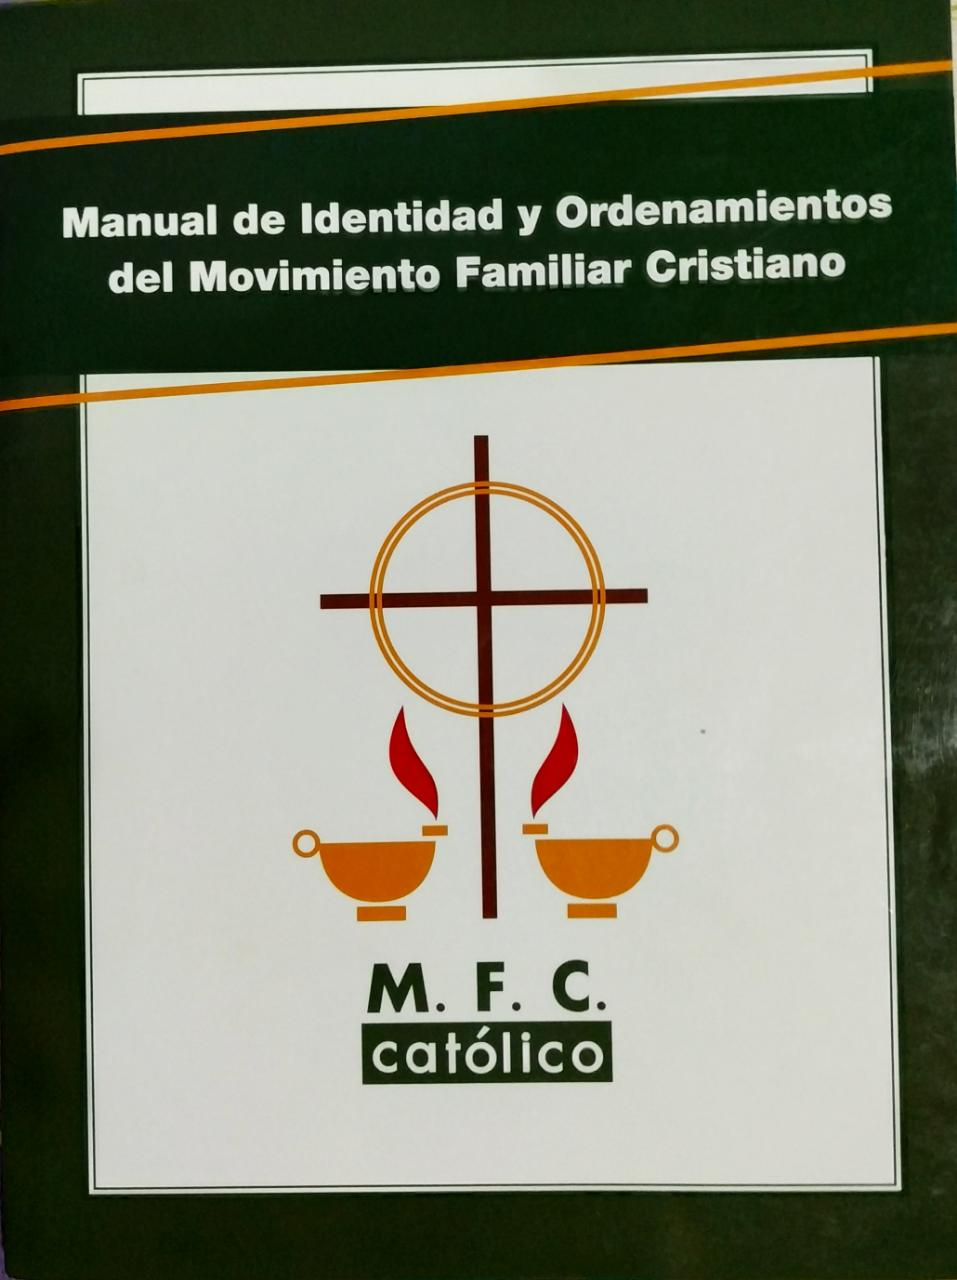 Manual de Identidad y Ordenamientos
del Movimiento Familiar Cristiano
M. F. C.
católico